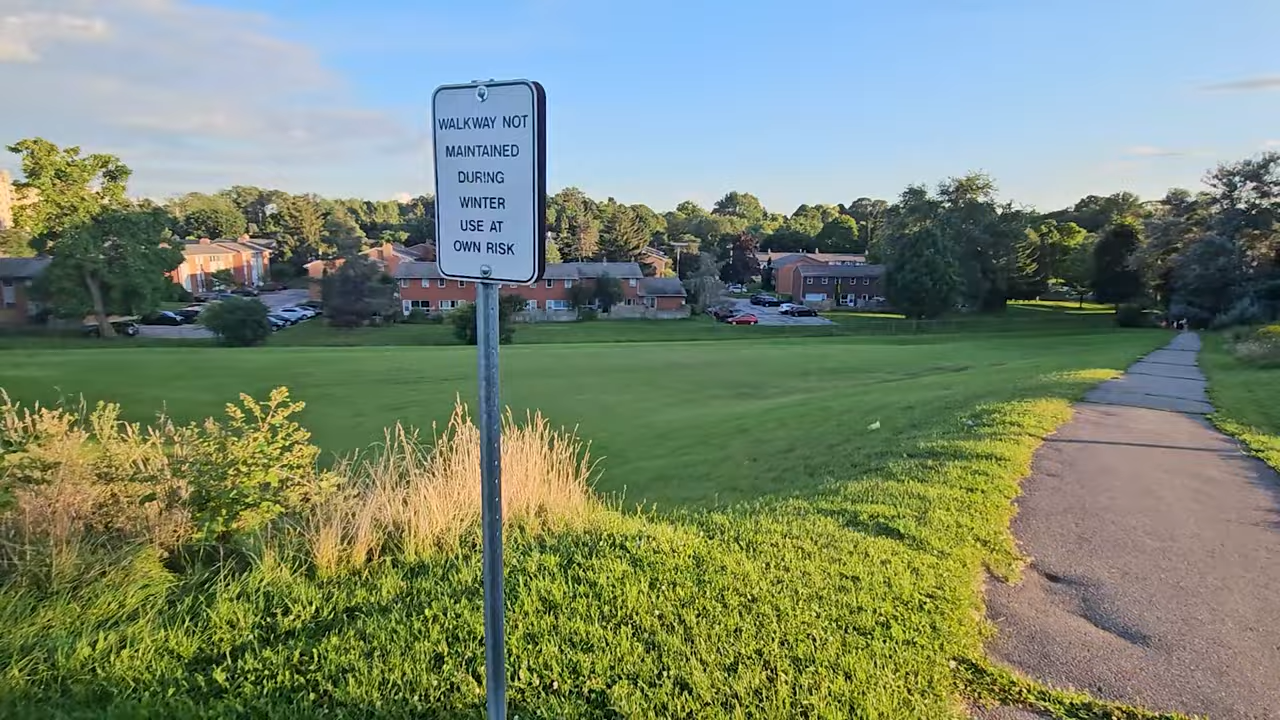 WALKWAY NOT
MAINTAINED
DURING
WINTER
USE AT
OWN RISK